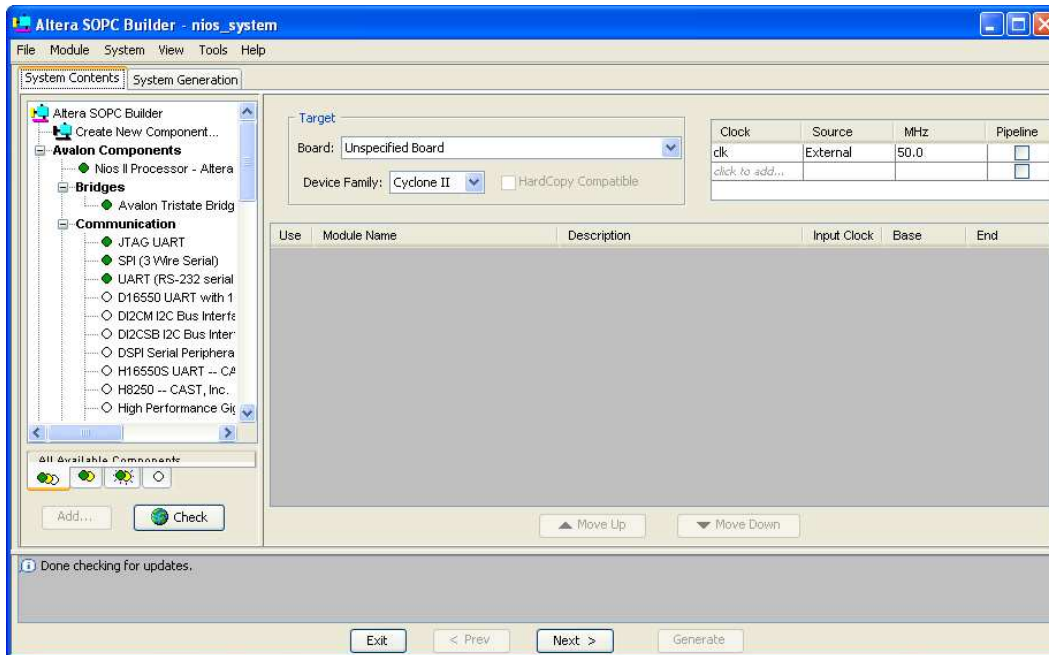 Altera SOPC Builder - nios_system
File Module System View Tools Help
System Contents System Generation
Altera SOPC Builder
Create New Component...
Avalon Components
Nios II Processor - Altera
Bridges
Avalon Tristate Bridg
Communication
JTAG UART
SPI (3 Wire Serial)
UART (RS-232 serial
D16550 UART with 1
DI2CM I2C Bus Interfa
DI2CSB I2C Bus Inter
DSPI Serial Periphera
H16550S UART -- CA
H8250 -- CAST, Inc.
High Performance Gig
All Available Components
Add... Check
Target
Board: Unspecified Board
Device Family: Cyclone II HardCopy Compatible
Clock Source MHz Pipeline
clk External 50.0
click to add...
Use Module Name Description Input Clock Base End
Move Up Move Down
Done checking for updates.
Exit < Prev Next > Generate